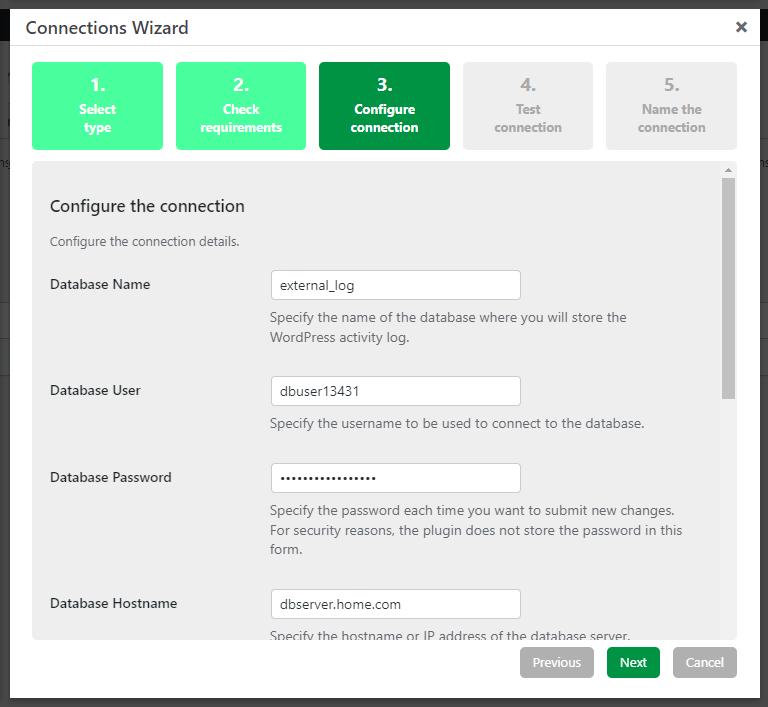 Connections Wizard
1.
Select
type
2.
Check
requirements
3.
Configure
connection
4.
Test
connection
5.
Name the
connection
Configure the connection
Configure the connection details.
Database Name
external_log
Specify the name of the database where you will store the
WordPress activity log.
Database User
dbuser13431
Specify the username to be used to connect to the database.
Database Password
•••••••••••••••••
Specify the password each time you want to submit new changes.
For security reasons, the plugin does not store the password in this
form.
Database Hostname
dbserver.home.com
Specify the hostname or IP address of the database server.
Previous
Next
Cancel